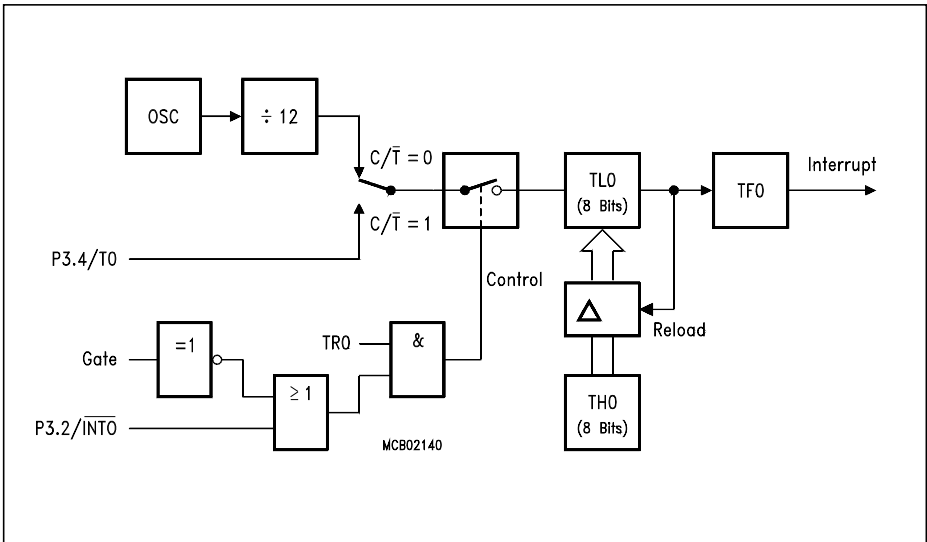 OSC
÷ 12
C/T̅ = 0
C/T̅ = 1
P3.4/T0
TL0
(8 Bits)
TF0
Interrupt
Control
Reload
Gate
=1
TR0
&
≥ 1
P3.2/I̅N̅T̅0̅
TH0
(8 Bits)
MCB02140